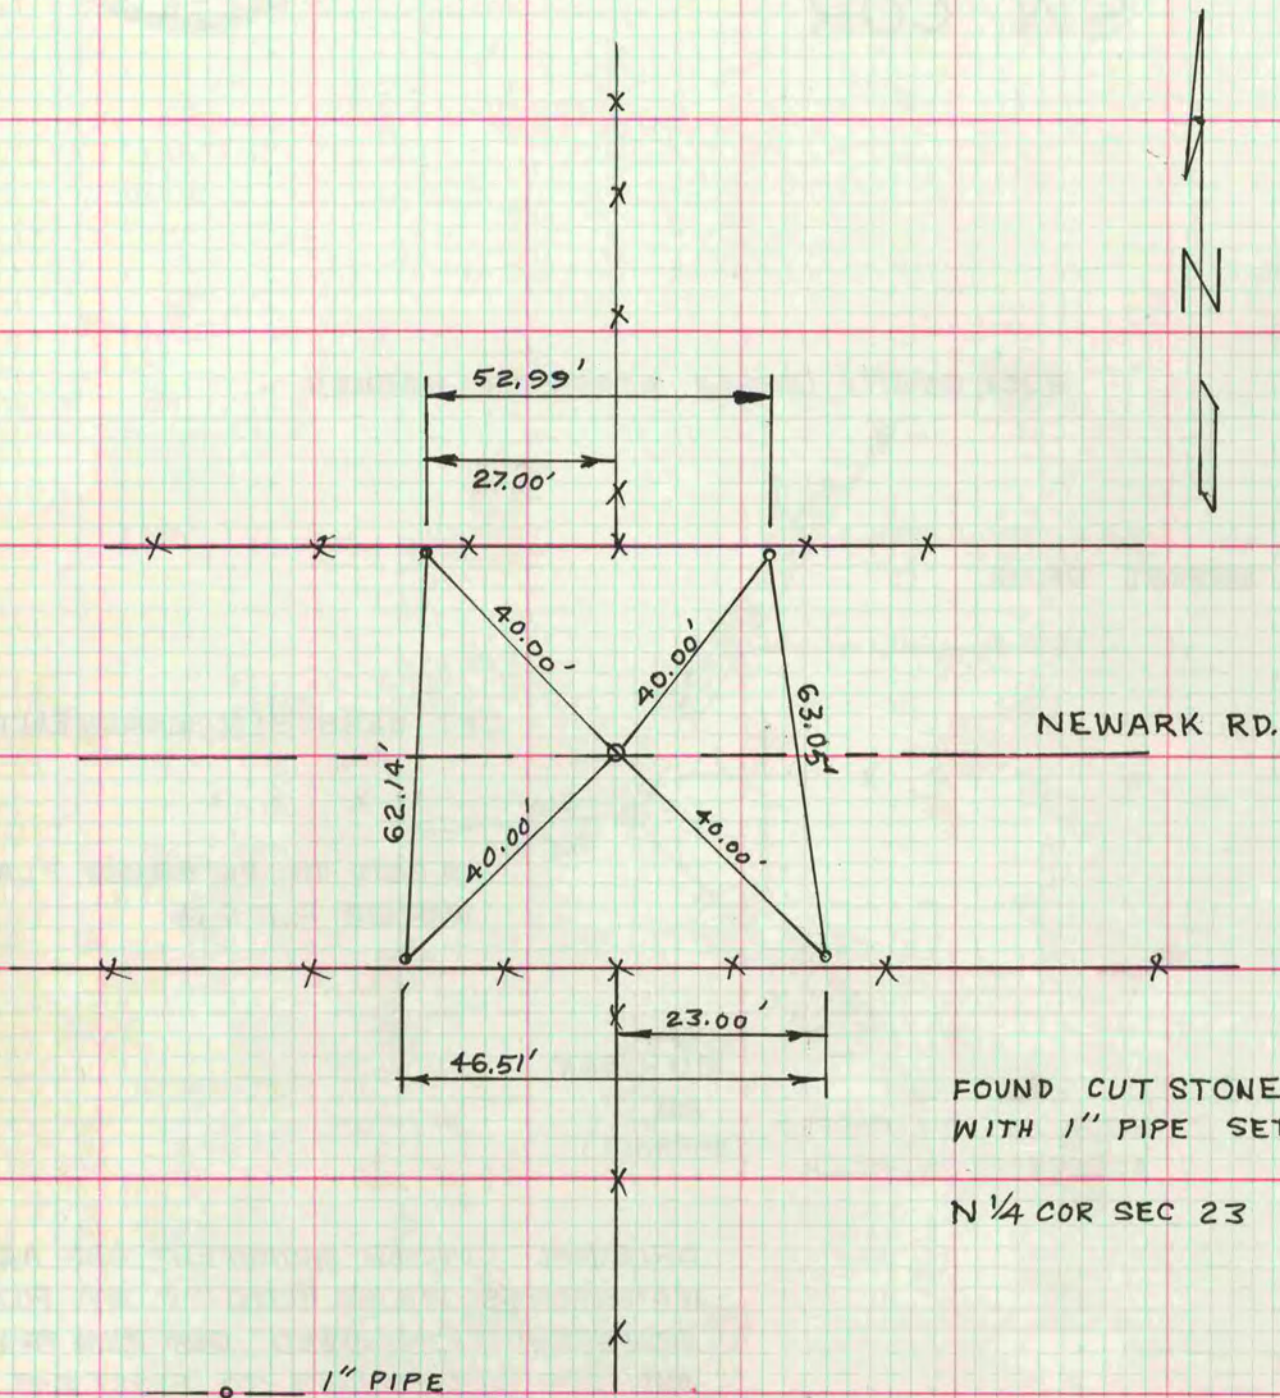 N
52.99'
27.00'
40.00'
40.00'
NEWARK RD.
62.14'
63.05'
40.00'
40.00'
23.00'
46.51'
FOUND CUT STONE
WITH 1" PIPE SET
N 1/4 COR SEC 23
1" PIPE